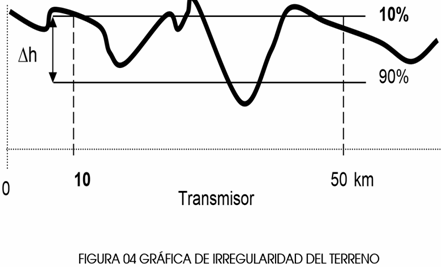 10%
Δh
90%
0
10
50 km
Transmisor
FIGURA 04 GRÁFICA DE IRREGULARIDAD DEL TERRENO